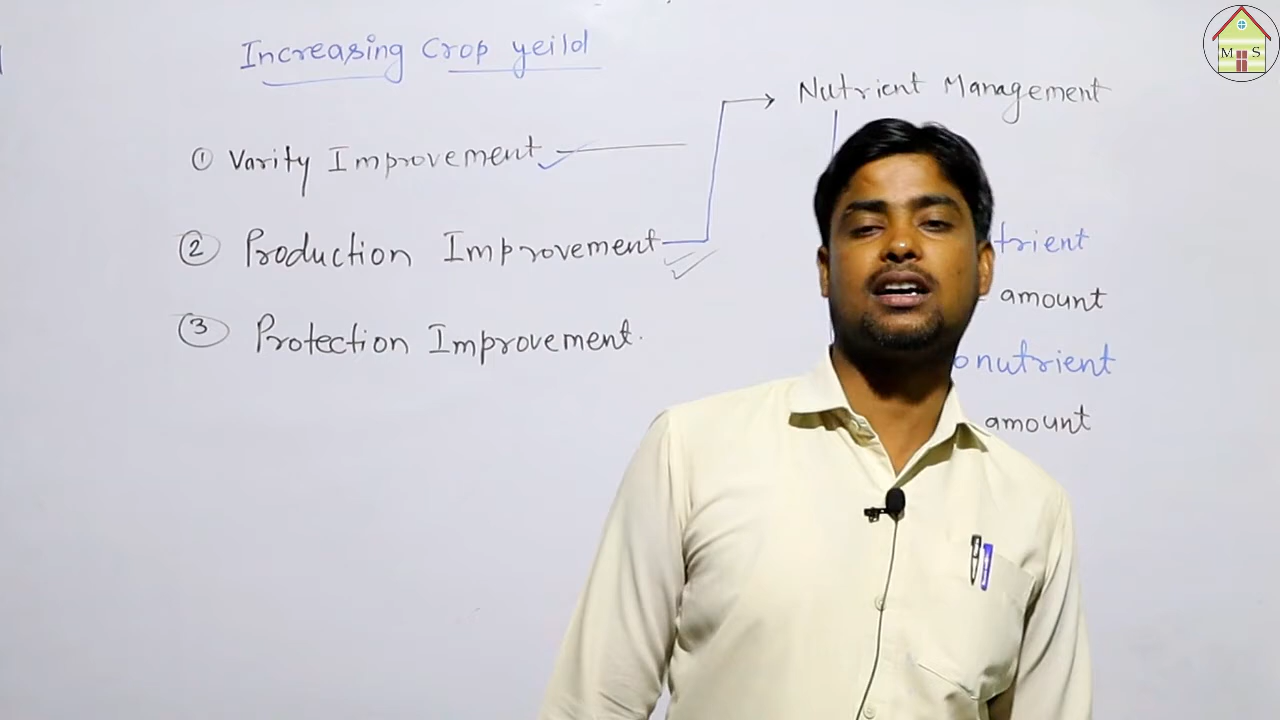 Increasing Crop yeild
① Varity Improvement
② Production Improvement
③ Protection Improvement.
Nutrient Management
trient
amount
onutrient
amount
M S